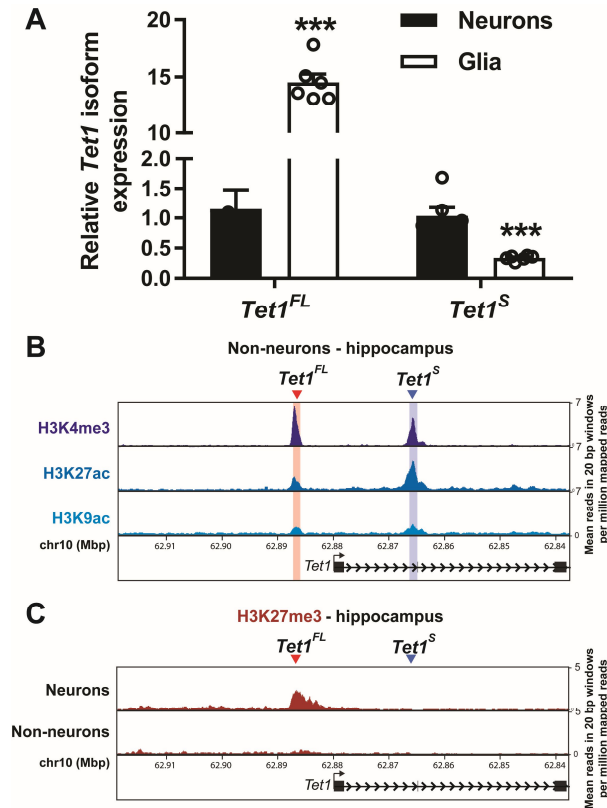 A
Relative Tet1 isoform
expression
20
15
10
2.0
1.5
1.0
0.5
0.0
***
***
Neurons
Glia
Tet1FL
Tet1S
B
Non-neurons - hippocampus
Tet1FL
Tet1S
H3K4me3
H3K27ac
H3K9ac
7
7
7
0
Mean reads in 20 bp windows
per million mapped reads
chr10 (Mbp)
62.91
62.90
62.89
62.88
62.87
62.86
62.85
62.84
Tet1
C
H3K27me3 - hippocampus
Tet1FL
Tet1S
Neurons
Non-neurons
5
5
0
Mean reads in 20 bp windows
per million mapped reads
chr10 (Mbp)
62.91
62.90
62.89
62.88
62.87
62.86
62.85
62.84
Tet1